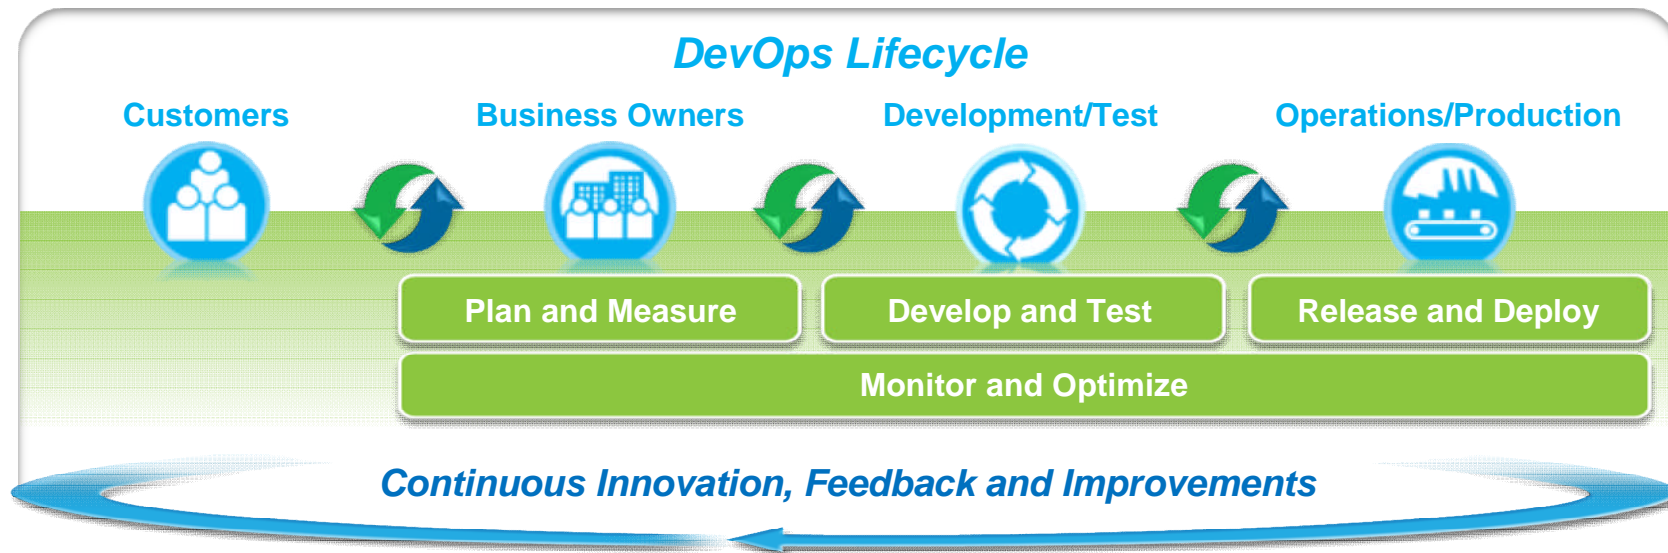 DevOps Lifecycle
Customers
Business Owners
Development/Test
Operations/Production
Plan and Measure
Develop and Test
Release and Deploy
Monitor and Optimize
Continuous Innovation, Feedback and Improvements